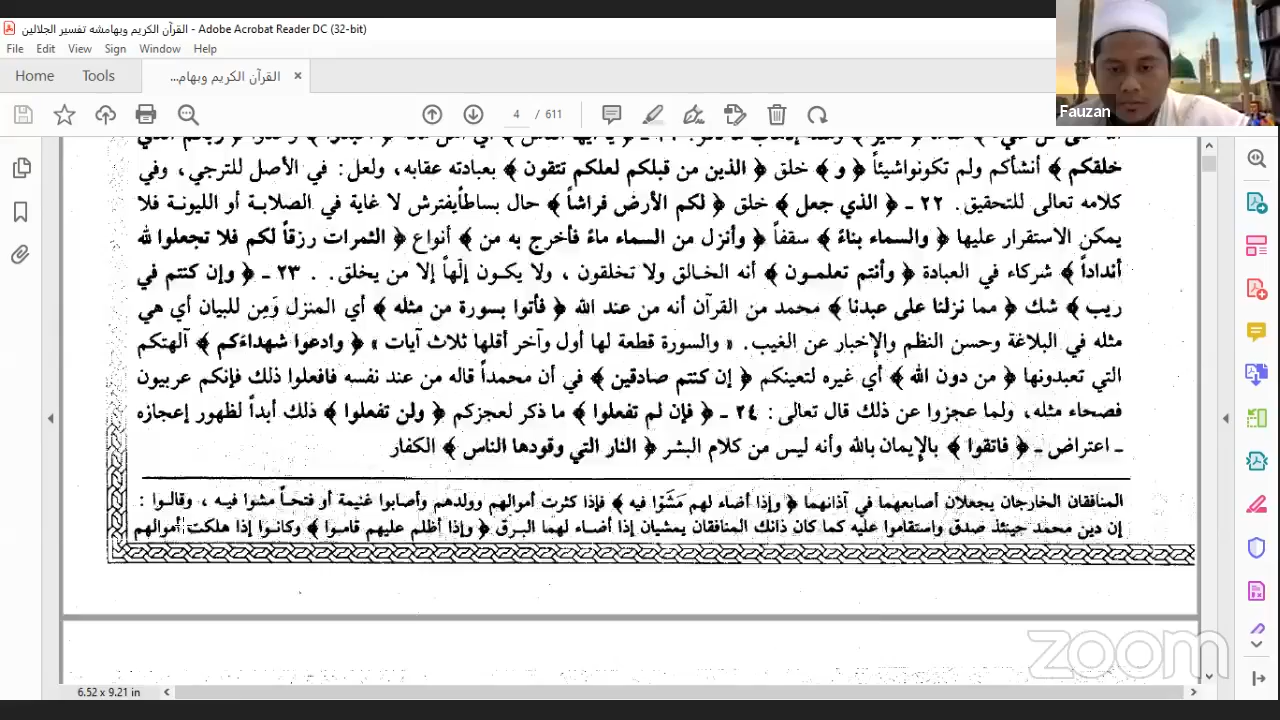 القرآن الكريم وبهامشه تفسير الجلالين - Adobe Acrobat Reader DC (32-bit)
File Edit View Sign Window Help
Home Tools القرآن الكريم وبهام... ×
4 / 611
Fauzan
خلقكم ﴾ أنشأكم ولم تكونوا شيئاً ﴿ و ﴾ خلق ﴿ الذين من قبلكم لعلكم تتقون ﴾ بعبادته عقابه، ولعل: في الأصل للترجي، وفي
كلامه تعالى للتحقيق. ٢٢ ـ ﴿ الذي جعل ﴾ خلق ﴿ لكم الأرض فراشاً ﴾ حال بساطاً يفترش لا غاية في الصلابة أو الليونة فلا
يمكن الاستقرار عليها ﴿ والسماء بناءً ﴾ سقفاً ﴿ وأنزل من السماء ماءً فأخرج به من ﴾ أنواع ﴿ الثمرات رزقاً لكم فلا تجعلوا لله
أنداداً ﴾ شركاء في العبادة ﴿ وأنتم تعلمون ﴾ أنه الخالق ولا تخلقون ، ولا يكون إلٰهاً إلا من يخلق. . ٢٣ ـ ﴿ وإن كنتم في
ريب ﴾ شك ﴿ مما نزلنا على عبدنا ﴾ محمد من القرآن أنه من عند الله ﴿ فأتوا بسورة من مثله ﴾ أي المنزل وَمِن للبيان أي هي
مثله في البلاغة وحسن النظم والإخبار عن الغيب. « والسورة قطعة لها أول وآخر أقلها ثلاث آيات » ﴿ وادعوا شهداءكم ﴾ آلهتكم
التي تعبدونها ﴿ من دون الله ﴾ أي غيره لتعينكم ﴿ إن كنتم صادقين ﴾ في أن محمداً قاله من عند نفسه فافعلوا ذلك فإنكم عربيون
فصحاء مثله، ولما عجزوا عن ذلك قال تعالى: ٢٤ ـ ﴿ فإن لم تفعلوا ﴾ ما ذكر لعجزكم ﴿ ولن تفعلوا ﴾ ذلك أبداً لظهور إعجازه
ـ اعتراض ـ ﴿ فاتقوا ﴾ بالإيمان بالله وأنه ليس من كلام البشر ﴿ النار التي وقودها الناس ﴾ الكفار
المنافقان الخارجان يجعلان أصابعهما في آذانهما ﴿ وإذا أضاء لهم مَشَوْا فيه ﴾ فإذا كثرت أموالهم وولدهم وأصابوا غنيمة أو فتحاً مشوا فيه ، وقالوا :
إن دين محمد حينئذ صدق واستقاموا عليه كما كان ذانك المنافقان يمشيان إذا أضاء لهما البرق ﴿ وإذا أظلم عليهم قاموا ﴾ وكانوا إذا هلكت أموالهم
zoom
6.52 x 9.21 in